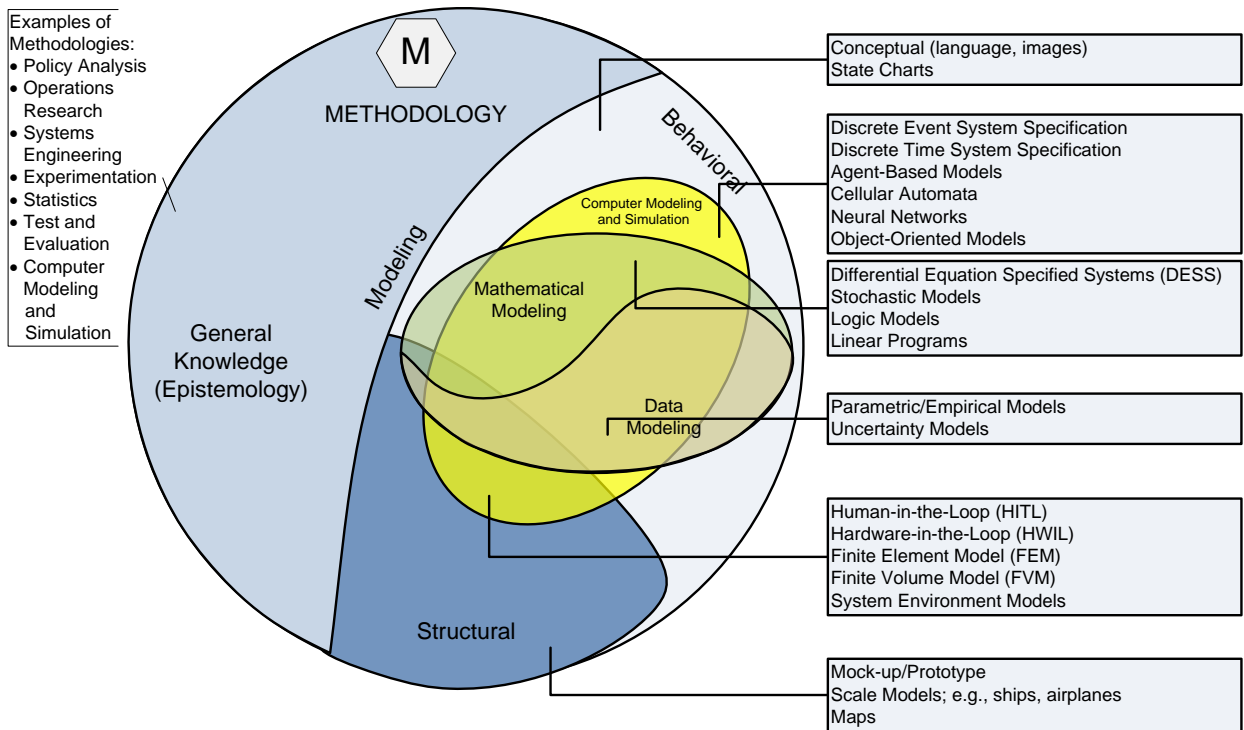 Examples of
Methodologies:
• Policy Analysis
• Operations
Research
• Systems
Engineering
• Experimentation
• Statistics
• Test and
Evaluation
• Computer
Modeling
and
Simulation
M
METHODOLOGY
General
Knowledge
(Epistemology)
Modeling
Behavioral
Computer Modeling
and Simulation
Mathematical
Modeling
Data
Modeling
Structural
Conceptual (language, images)
State Charts
Discrete Event System Specification
Discrete Time System Specification
Agent-Based Models
Cellular Automata
Neural Networks
Object-Oriented Models
Differential Equation Specified Systems (DESS)
Stochastic Models
Logic Models
Linear Programs
Parametric/Empirical Models
Uncertainty Models
Human-in-the-Loop (HITL)
Hardware-in-the-Loop (HWIL)
Finite Element Model (FEM)
Finite Volume Model (FVM)
System Environment Models
Mock-up/Prototype
Scale Models; e.g., ships, airplanes
Maps